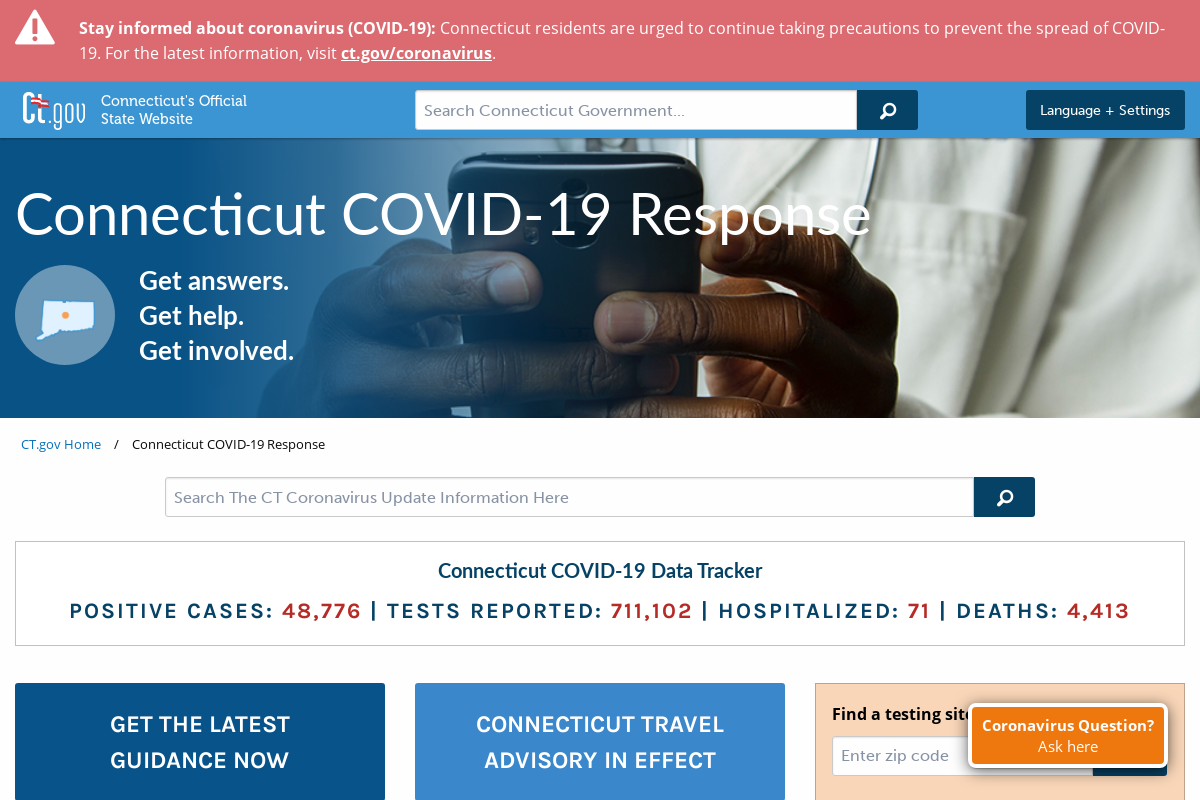 Stay informed about coronavirus (COVID-19): Connecticut residents are urged to continue taking precautions to prevent the spread of COVID-
19. For the latest information, visit ct.gov/coronavirus.
Ct.gov
Connecticut's Official
State Website
Search Connecticut Government...
Language + Settings
Connecticut COVID-19 Response
Get answers.
Get help.
Get involved.
CT.gov Home / Connecticut COVID-19 Response
Search The CT Coronavirus Update Information Here
Connecticut COVID-19 Data Tracker
POSITIVE CASES: 48,776 | TESTS REPORTED: 711,102 | HOSPITALIZED: 71 | DEATHS: 4,413
GET THE LATEST
GUIDANCE NOW
CONNECTICUT TRAVEL
ADVISORY IN EFFECT
Find a testing site
Enter zip code
Coronavirus Question?
Ask here